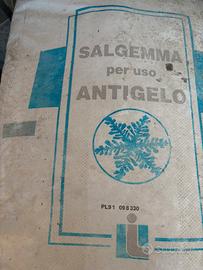 SALGEMMA
per uso
ANTIGELO
PL91 098330